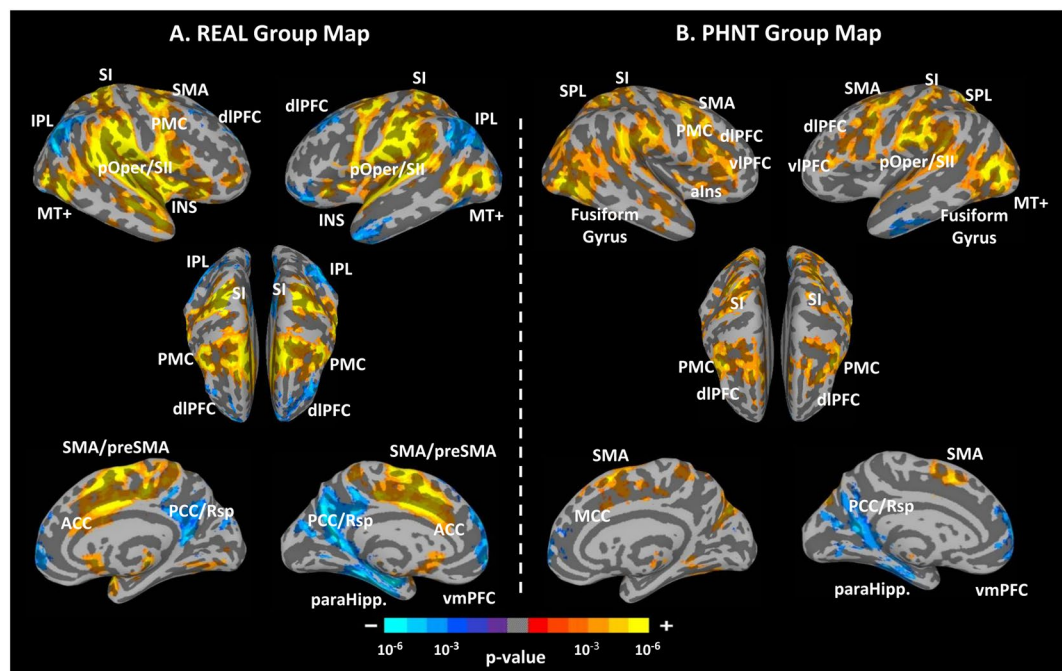 A. REAL Group Map
B. PHNT Group Map
SI
SMA
IPL
PMC
dlPFC
pOper/SII
MT+
INS
SI
dlPFC
IPL
pOper/SII
INS
MT+
SI
SPL
SMA
PMC
dlPFC
vlPFC
aIns
Fusiform
Gyrus
SI
SMA
SPL
dlPFC
vlPFC
pOper/SII
MT+
Fusiform
Gyrus
IPL
IPL
SI
SI
PMC
PMC
dlPFC
dlPFC
SI
SI
PMC
PMC
dlPFC
dlPFC
SMA/preSMA
ACC
PCC/Rsp
SMA/preSMA
PCC/Rsp
ACC
paraHipp.
vmPFC
SMA
MCC
SMA
PCC/Rsp
paraHipp.
vmPFC
− +
10-6 10-3 10-3 10-6
p-value